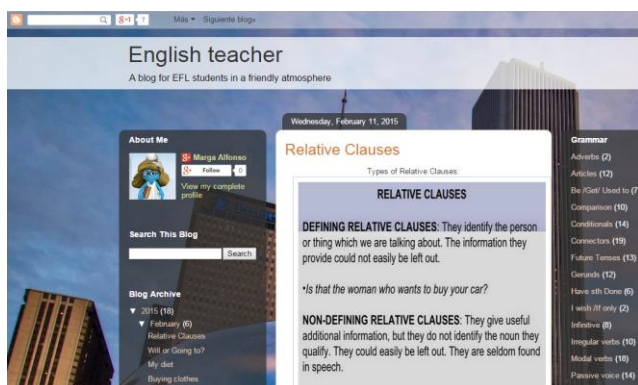 g+1 7 Más Siguiente blog»
English teacher
A blog for EFL students in a friendly atmosphere
Wednesday, February 11, 2015
About Me
Marga Alfonso
Follow 0
View my complete
profile
Search This Blog
Search
Blog Archive
▼ 2015 (18)
▼ February (6)
Relative Clauses
Will or Going to?
My diet
Buying clothes
Relative Clauses
Types of Relative Clauses:
RELATIVE CLAUSES
DEFINING RELATIVE CLAUSES: They identify the person
or thing which we are talking about. The information they
provide could not easily be left out.
•Is that the woman who wants to buy your car?
NON-DEFINING RELATIVE CLAUSES: They give useful
additional information, but they do not identify the noun they
qualify. They could easily be left out. They are seldom found
in speech.
Grammar
Adverbs (2)
Articles (12)
Be /Get/ Used to (7
Comparison (10)
Conditionals (14)
Connectors (19)
Future Tenses (13)
Gerunds (12)
Have sth Done (6)
I wish /If only (2)
Infinitive (8)
Irregular verbs (10)
Modal verbs (18)
Passive voice (14)